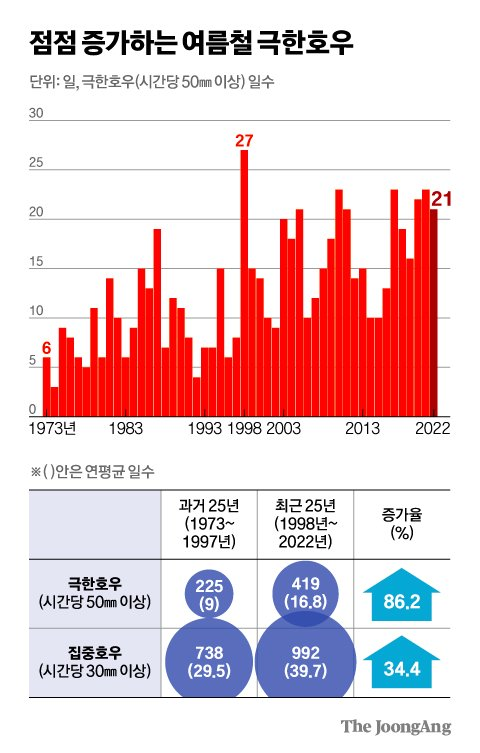 점점 증가하는 여름철 극한호우
단위: 일, 극한호우(시간당 50㎜ 이상) 일수
30
25
20
15
10
5
0
6
27
21
1973년 1983 1993 1998 2003 2013 2022
※( )안은 연평균 일수
과거 25년
(1973~
1997년)
최근 25년
(1998년~
2022년)
증가율
(%)
극한호우
(시간당 50㎜ 이상)
225
(9)
419
(16.8)
86.2
집중호우
(시간당 30㎜ 이상)
738
(29.5)
992
(39.7)
34.4
The JoongAng